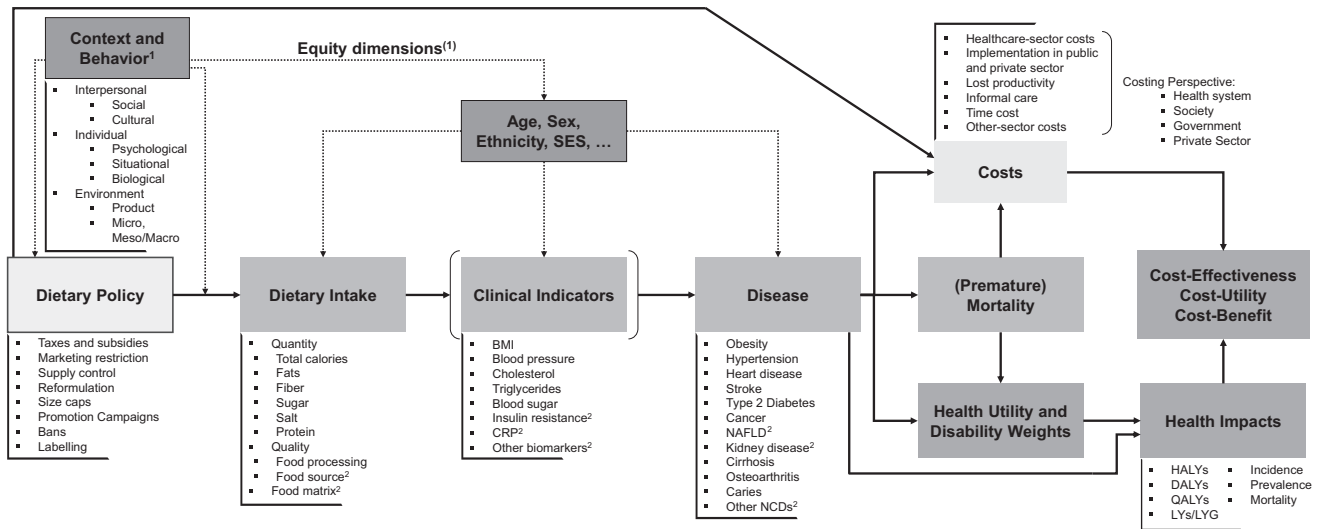 Context and
Behavior¹
Equity dimensions⁽¹⁾
▪ Interpersonal
▪ Social
▪ Cultural
▪ Individual
▪ Psychological
▪ Situational
▪ Biological
▪ Environment
▪ Product
▪ Micro,
Meso/Macro
Age, Sex,
Ethnicity, SES, …
▪ Healthcare-sector costs
▪ Implementation in public
and private sector
▪ Lost productivity
▪ Informal care
▪ Time cost
▪ Other-sector costs
Costing Perspective:
▪ Health system
▪ Society
▪ Government
▪ Private Sector
Costs
Dietary Policy
▪ Taxes and subsidies
▪ Marketing restriction
▪ Supply control
▪ Reformulation
▪ Size caps
▪ Promotion Campaigns
▪ Bans
▪ Labelling
Dietary Intake
▪ Quantity
▪ Total calories
▪ Fats
▪ Fiber
▪ Sugar
▪ Salt
▪ Protein
▪ Quality
▪ Food processing
▪ Food source²
▪ Food matrix²
Clinical Indicators
▪ BMI
▪ Blood pressure
▪ Cholesterol
▪ Triglycerides
▪ Blood sugar
▪ Insulin resistance²
▪ CRP²
▪ Other biomarkers²
Disease
▪ Obesity
▪ Hypertension
▪ Heart disease
▪ Stroke
▪ Type 2 Diabetes
▪ Cancer
▪ NAFLD²
▪ Kidney disease²
▪ Cirrhosis
▪ Osteoarthritis
▪ Caries
▪ Other NCDs²
(Premature)
Mortality
Health Utility and
Disability Weights
Cost-Effectiveness
Cost-Utility
Cost-Benefit
Health Impacts
▪ HALYs
▪ DALYs
▪ QALYs
▪ LYs/LYG
▪ Incidence
▪ Prevalence
▪ Mortality